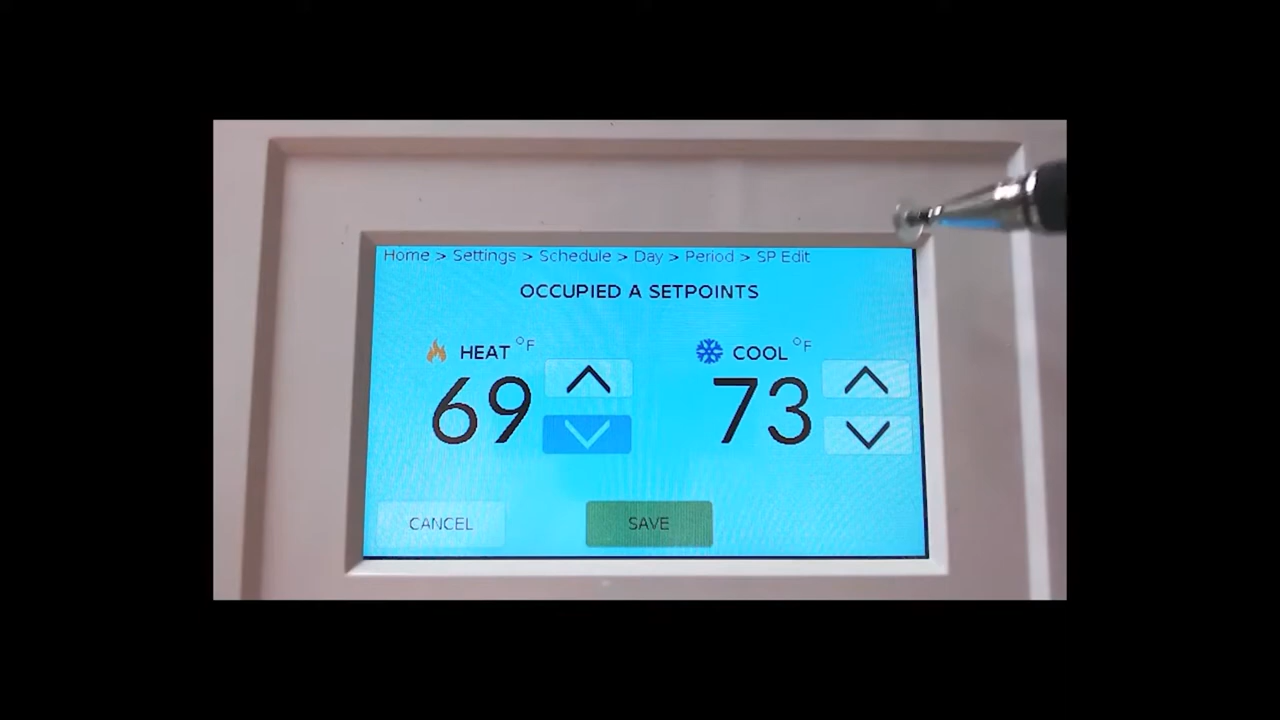 Home > Settings > Schedule > Day > Period > SP Edit
OCCUPIED A SETPOINTS
HEAT °F
COOL °F
69
73
CANCEL
SAVE